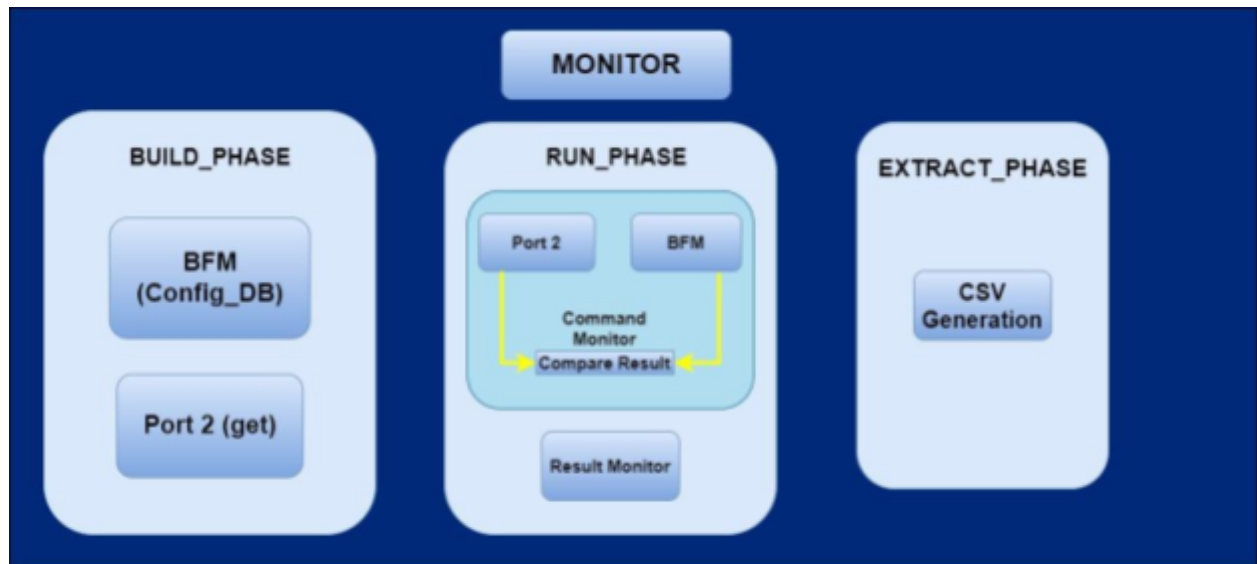 MONITOR
BUILD_PHASE
BFM
(Config_DB)
Port 2 (get)
RUN_PHASE
Port 2
BFM
Command
Monitor
Compare Result
Result Monitor
EXTRACT_PHASE
CSV
Generation